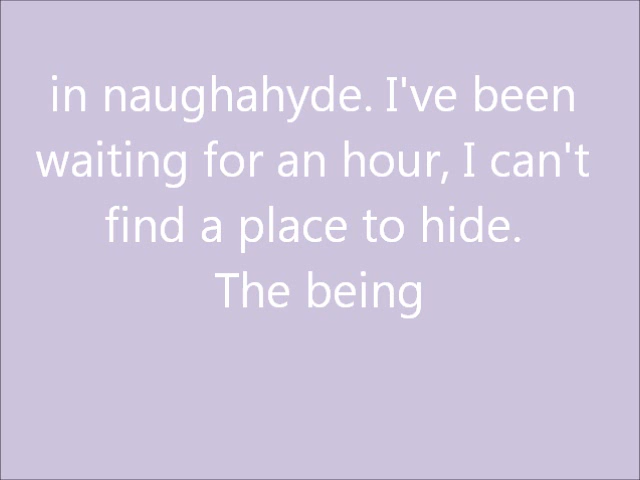 in naughahyde. I've been
waiting for an hour, I can't
find a place to hide.
The being